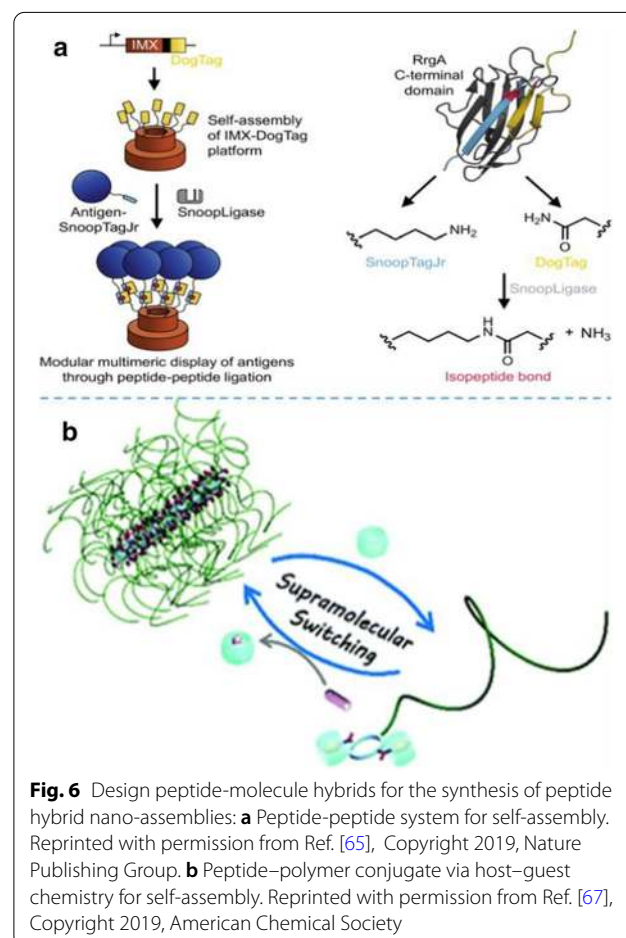 a
IMX
DogTag
Self-assembly
of IMX-DogTag
platform
Antigen-
SnoopTagJr
SnoopLigase
Modular multimeric display of antigens
through peptide-peptide ligation
RrgA
C-terminal
domain
NH₂
SnoopTagJr
H₂N
O
DogTag
SnoopLigase
H
N
O
+ NH₃
Isopeptide bond
b
Supramolecular
Switching
Fig. 6 Design peptide-molecule hybrids for the synthesis of peptide
hybrid nano-assemblies: a Peptide-peptide system for self-assembly.
Reprinted with permission from Ref. [65], Copyright 2019, Nature
Publishing Group. b Peptide–polymer conjugate via host–guest
chemistry for self-assembly. Reprinted with permission from Ref. [67],
Copyright 2019, American Chemical Society